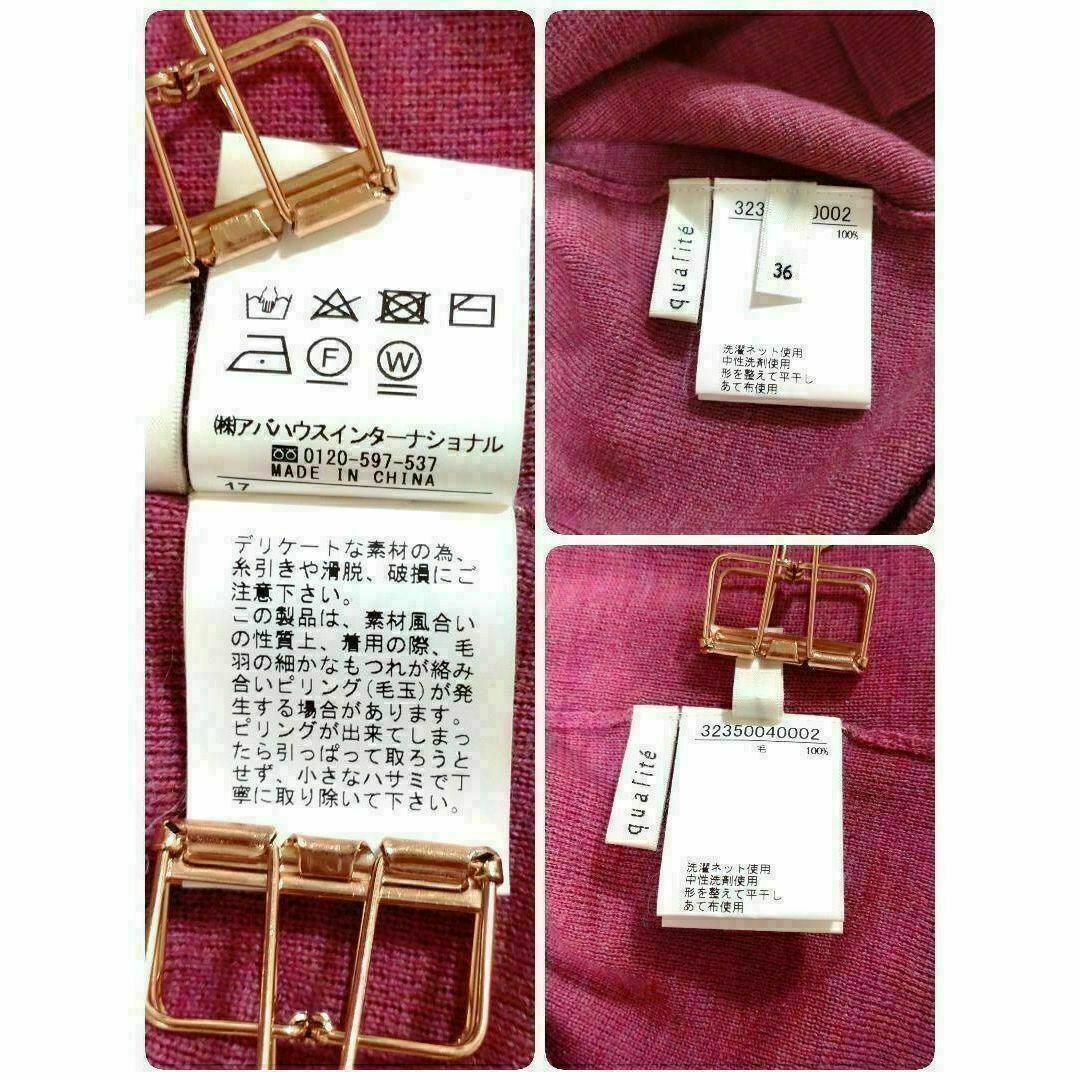 F W
㈱アバハウスインターナショナル
0120-597-537
MADE IN CHINA
17
デリケートな素材の為、
糸引きや滑脱、破損にご
注意下さい。
この製品は、素材風合い
の性質上、着用の際、毛
羽の細かなもつれが絡み
合いピリング(毛玉)が発
生する場合があります。
ピリングが出来てしまっ
たら引っぱって取ろうと
せず、小さなハサミで丁
寧に取り除いて下さい。
qualité
323 0002
100%
36
洗濯ネット使用
中性洗剤使用
形を整えて平干し
あて布使用
qualité
32350040002
毛 100%
洗濯ネット使用
中性洗剤使用
形を整えて平干し
あて布使用